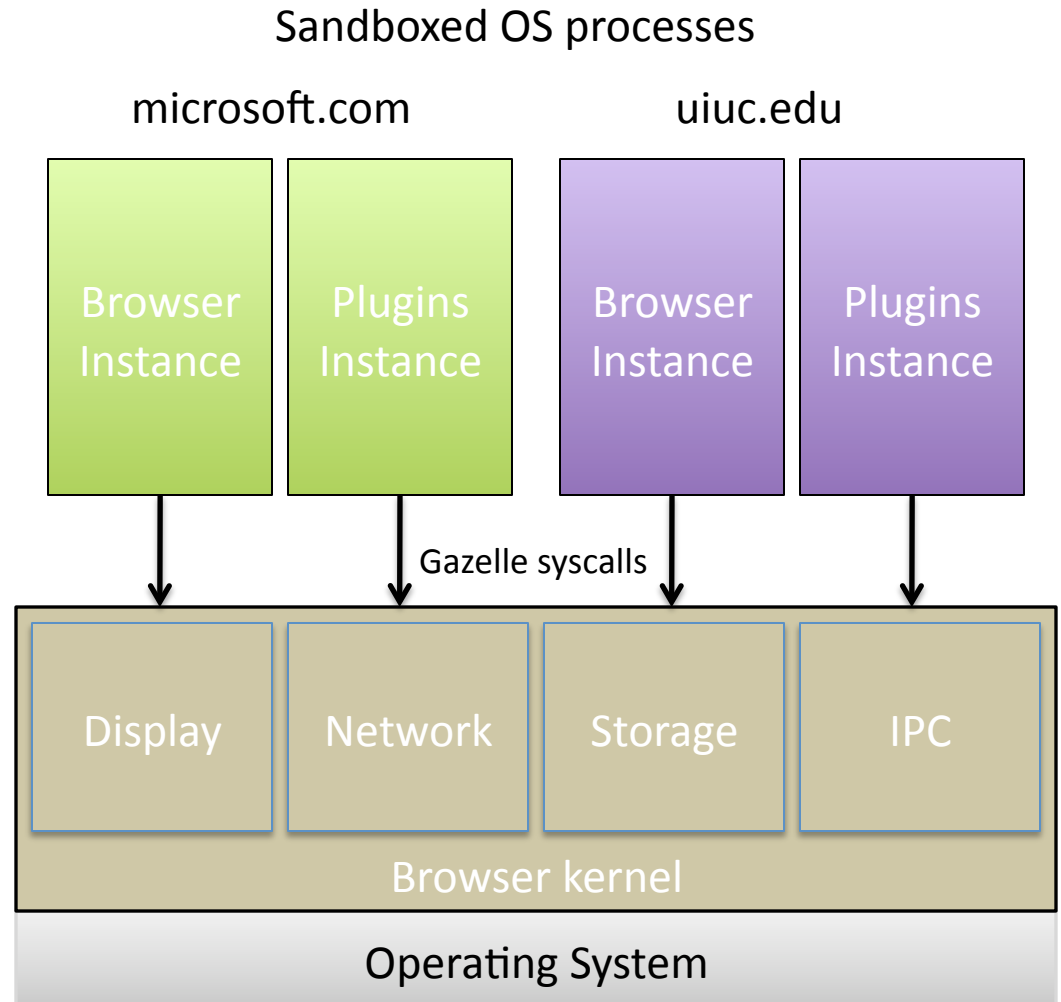 Sandboxed OS processes
microsoft.com
uiuc.edu
Browser
Instance
Plugins
Instance
Browser
Instance
Plugins
Instance
Gazelle syscalls
Display
Network
Storage
IPC
Browser kernel
Operating System